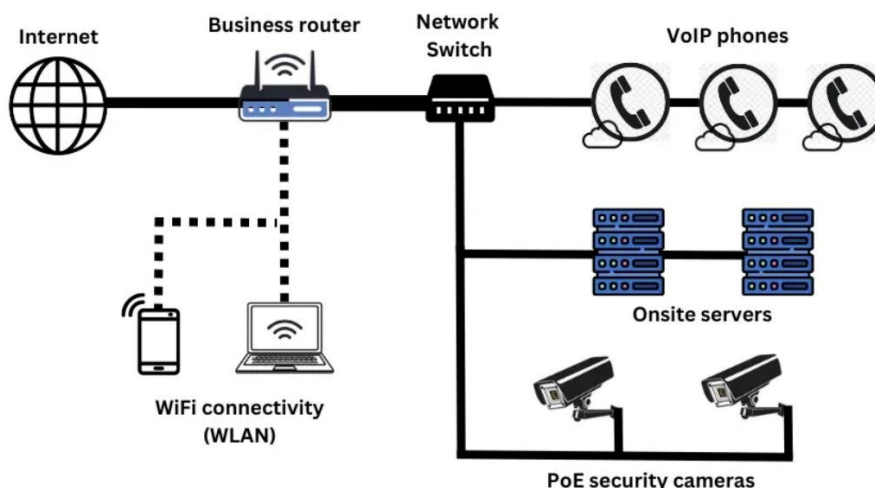 Internet
Business router
Network
Switch
VoIP phones
Onsite servers
WiFi connectivity
(WLAN)
PoE security cameras